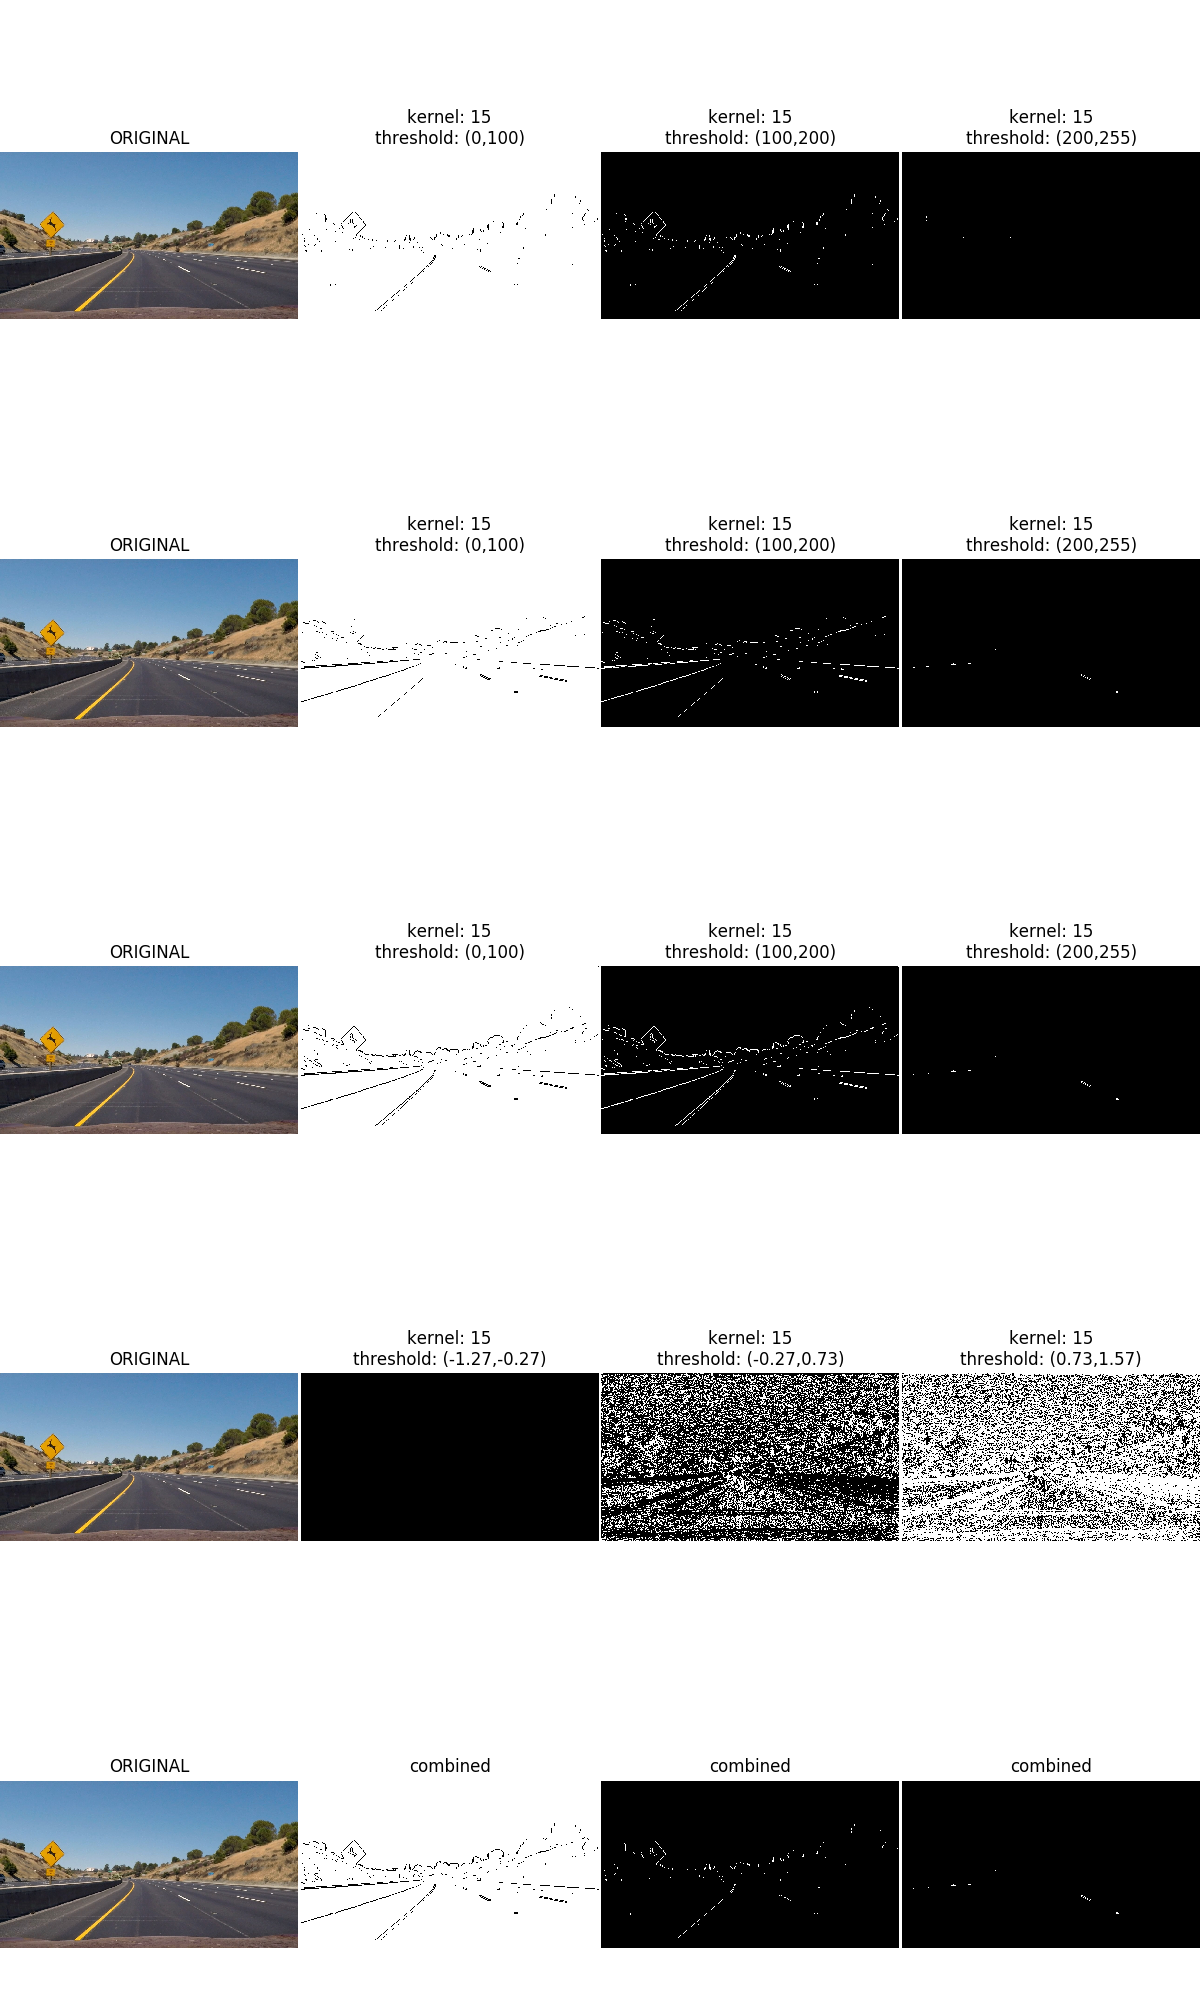 kernel: 15
kernel: 15
kernel: 15
ORIGINAL
threshold: (0,100)
threshold: (100,200)
threshold: (200,255)
kernel: 15
kernel: 15
kernel: 15
ORIGINAL
threshold: (0,100)
threshold: (100,200)
threshold: (200,255)
kernel: 15
kernel: 15
kernel: 15
ORIGINAL
threshold: (0,100)
threshold: (100,200)
threshold: (200,255)
kernel: 15
kernel: 15
kernel: 15
ORIGINAL
threshold: (-1.27,-0.27)
threshold: (-0.27,0.73)
threshold: (0.73,1.57)
ORIGINAL
combined
combined
combined